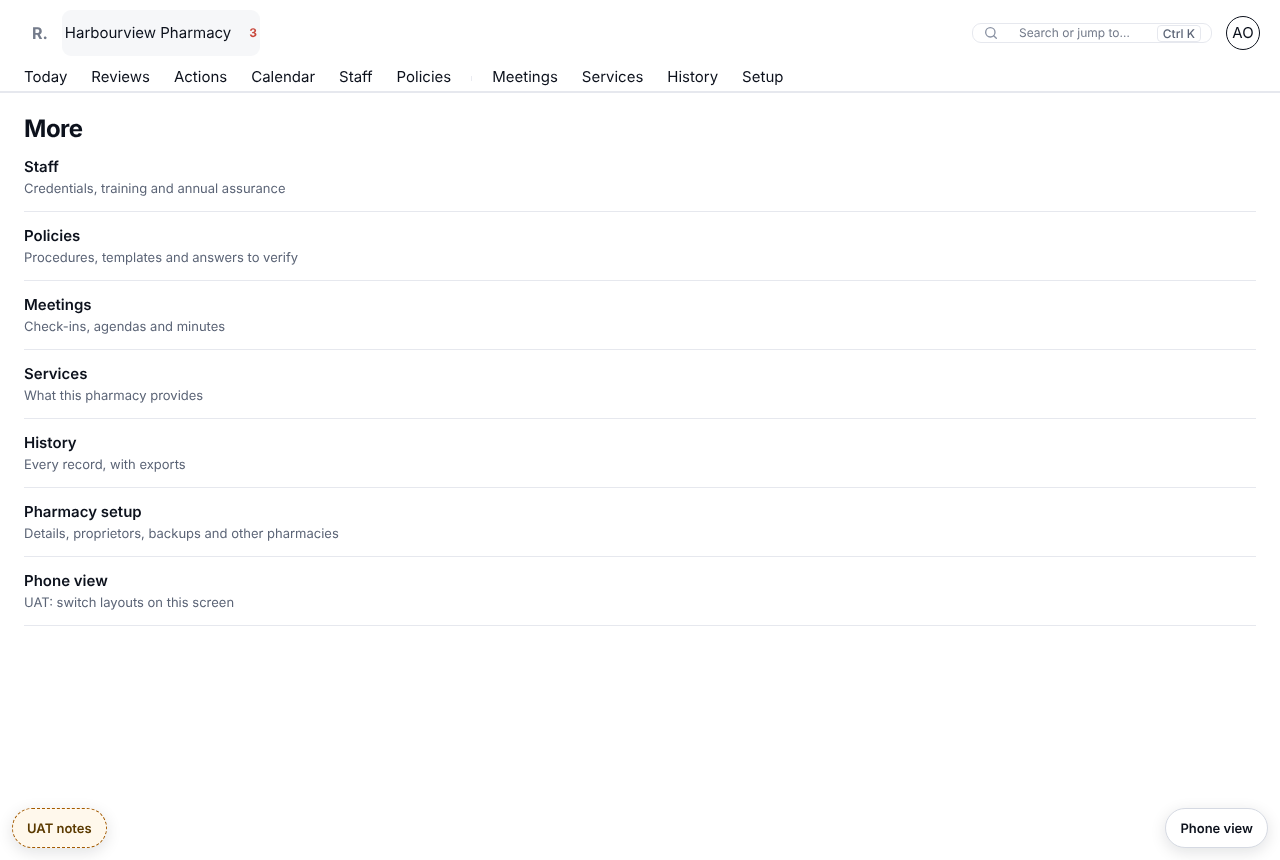 R. Harbourview Pharmacy 3 Search or jump to... Ctrl K AO
Today Reviews Actions Calendar Staff Policies Meetings Services History Setup
More
Staff
Credentials, training and annual assurance
Policies
Procedures, templates and answers to verify
Meetings
Check-ins, agendas and minutes
Services
What this pharmacy provides
History
Every record, with exports
Pharmacy setup
Details, proprietors, backups and other pharmacies
Phone view
UAT: switch layouts on this screen
UAT notes Phone view